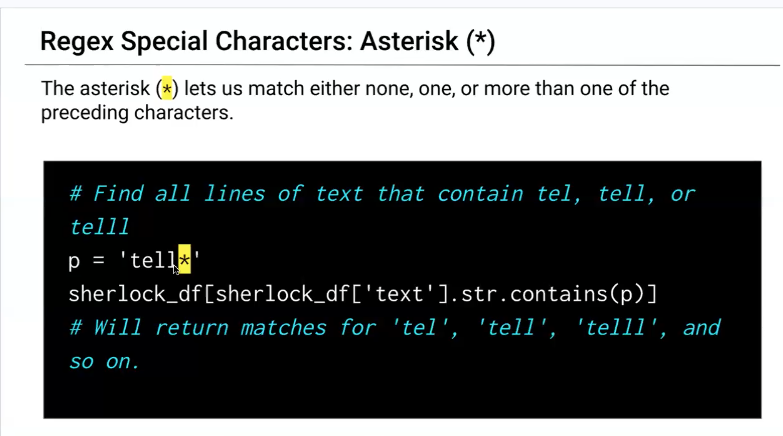 Regex Special Characters: Asterisk (*)
The asterisk (*) lets us match either none, one, or more than one of the
preceding characters.
# Find all lines of text that contain tel, tell, or
telll
p = 'tell*'
sherlock_df[sherlock_df['text'].str.contains(p)]
# Will return matches for 'tel', 'tell', 'telll', and
so on.